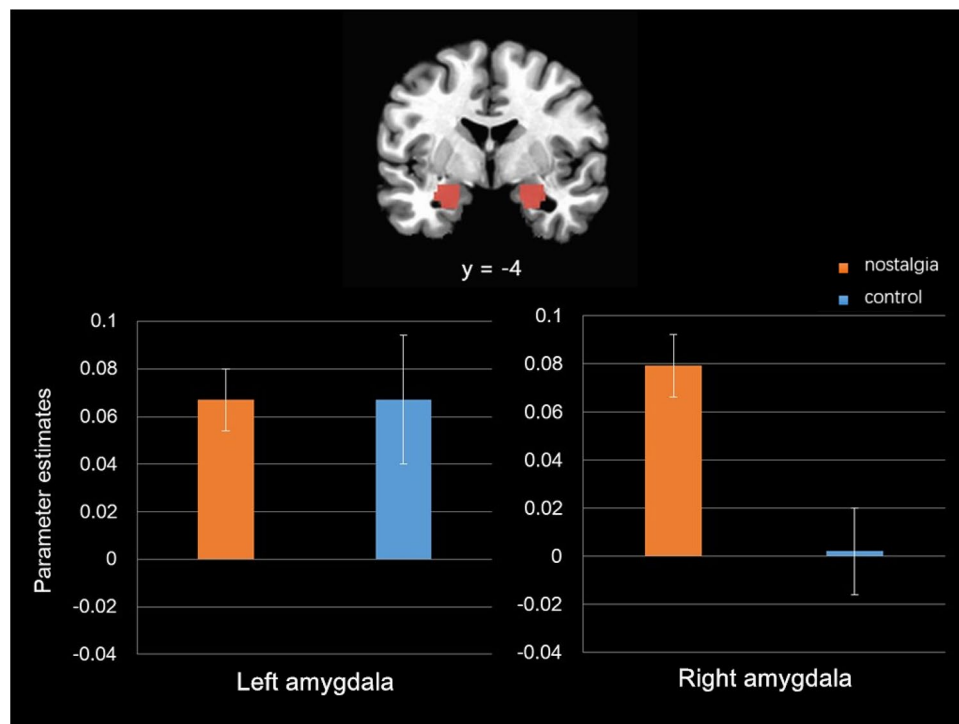 y = -4
nostalgia
control
Parameter estimates
0.1
0.08
0.06
0.04
0.02
0
-0.02
-0.04
Left amygdala
0.1
0.08
0.06
0.04
0.02
0
-0.02
-0.04
Right amygdala